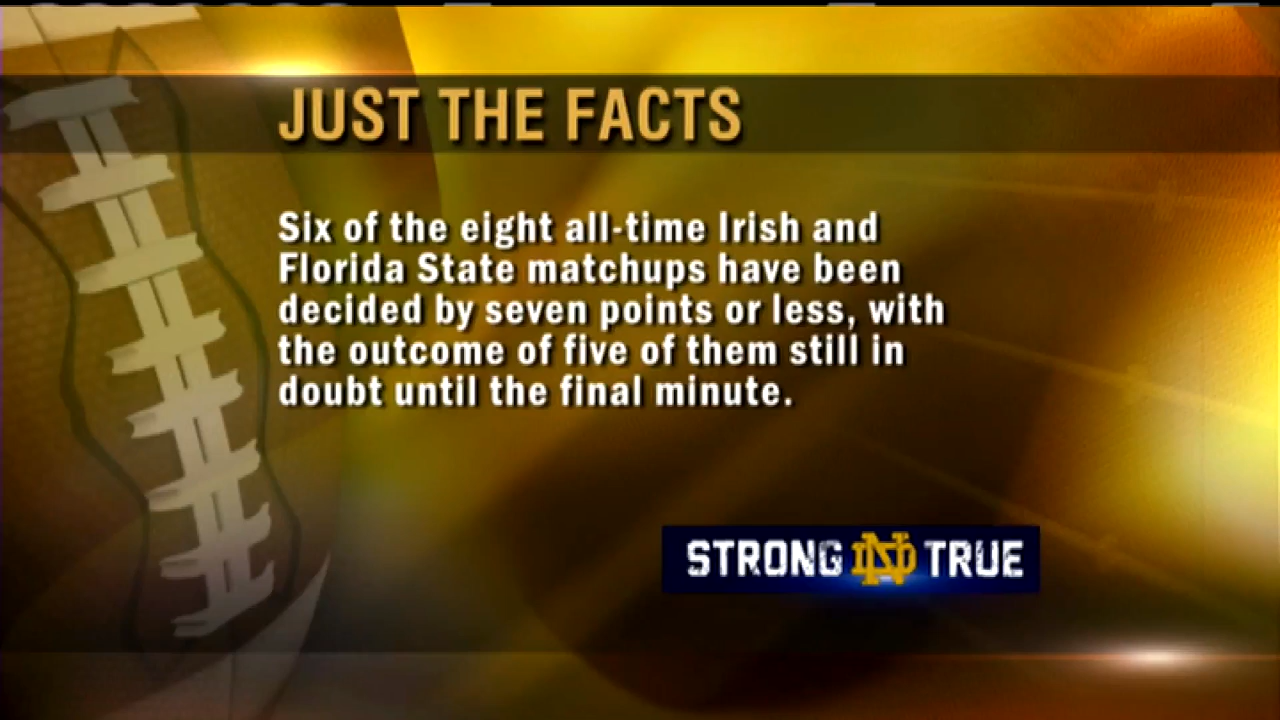 JUST THE FACTS
Six of the eight all-time Irish and
Florida State matchups have been
decided by seven points or less, with
the outcome of five of them still in
doubt until the final minute.
STRONG ND TRUE